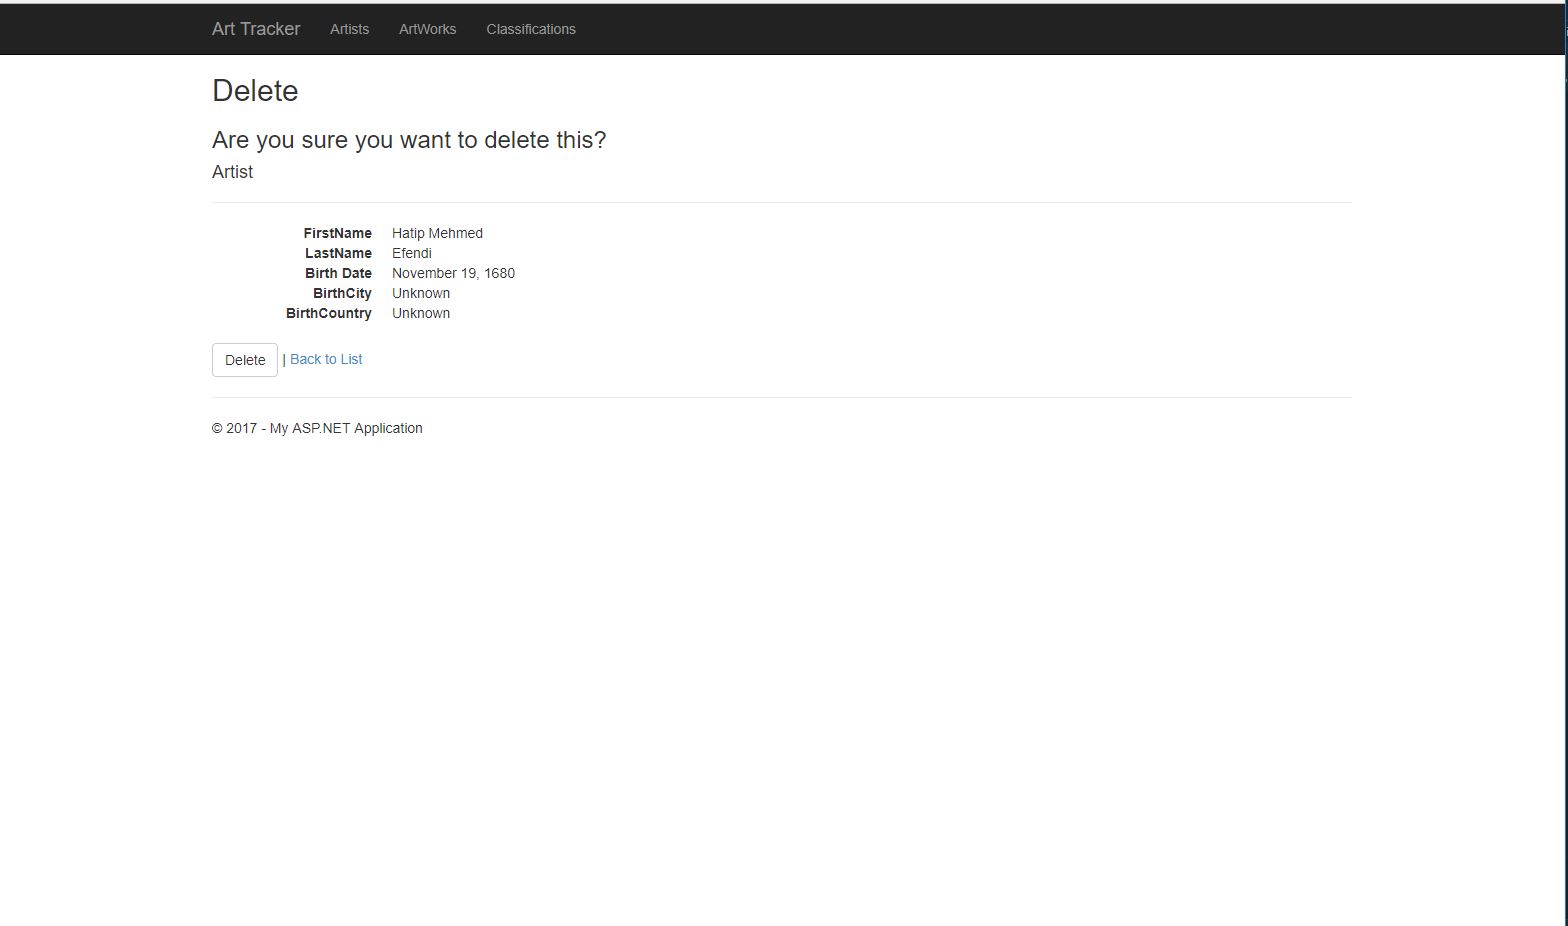 Art Tracker Artists ArtWorks Classifications
Delete
Are you sure you want to delete this?
Artist
FirstName Hatip Mehmed
LastName Efendi
Birth Date November 19, 1680
BirthCity Unknown
BirthCountry Unknown
Delete | Back to List
© 2017 - My ASP.NET Application